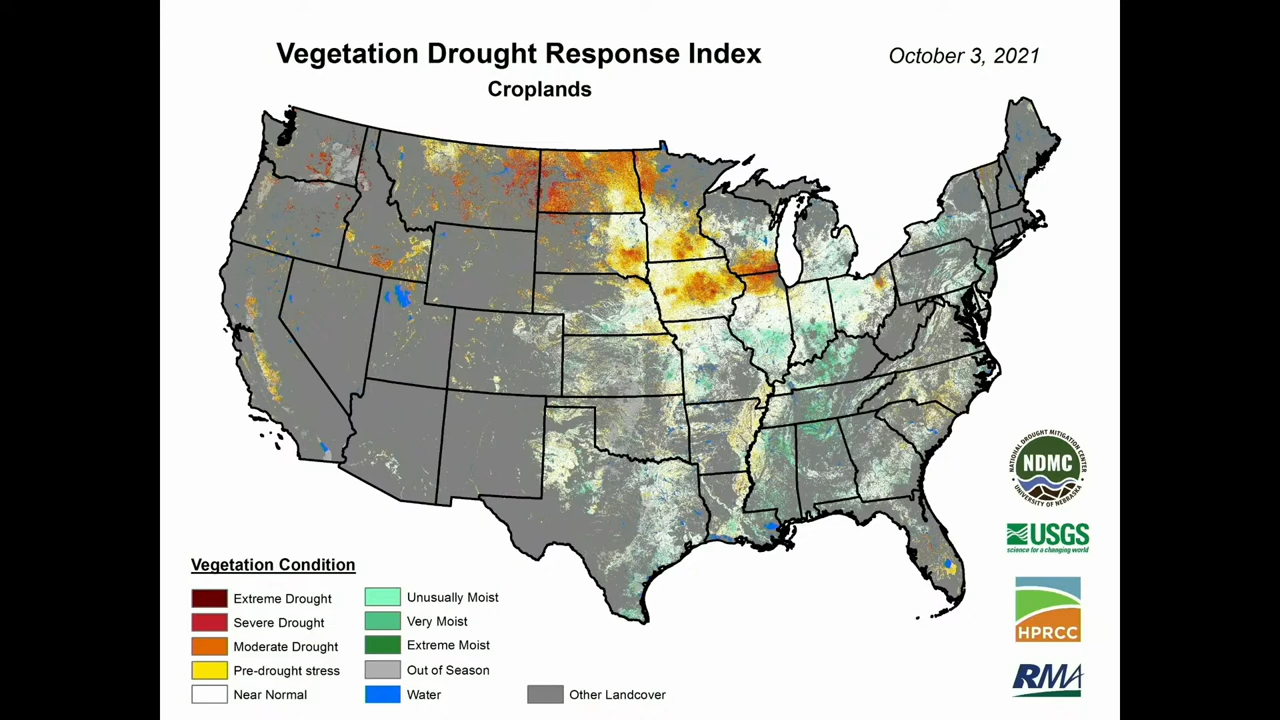 Vegetation Drought Response Index
October 3, 2021
Croplands
NATIONAL DROUGHT MITIGATION CENTER
NDMC
UNIVERSITY OF NEBRASKA
USGS
science for a changing world
HPRCC
RMA
Vegetation Condition
Extreme Drought
Severe Drought
Moderate Drought
Pre-drought stress
Near Normal
Unusually Moist
Very Moist
Extreme Moist
Out of Season
Water
Other Landcover